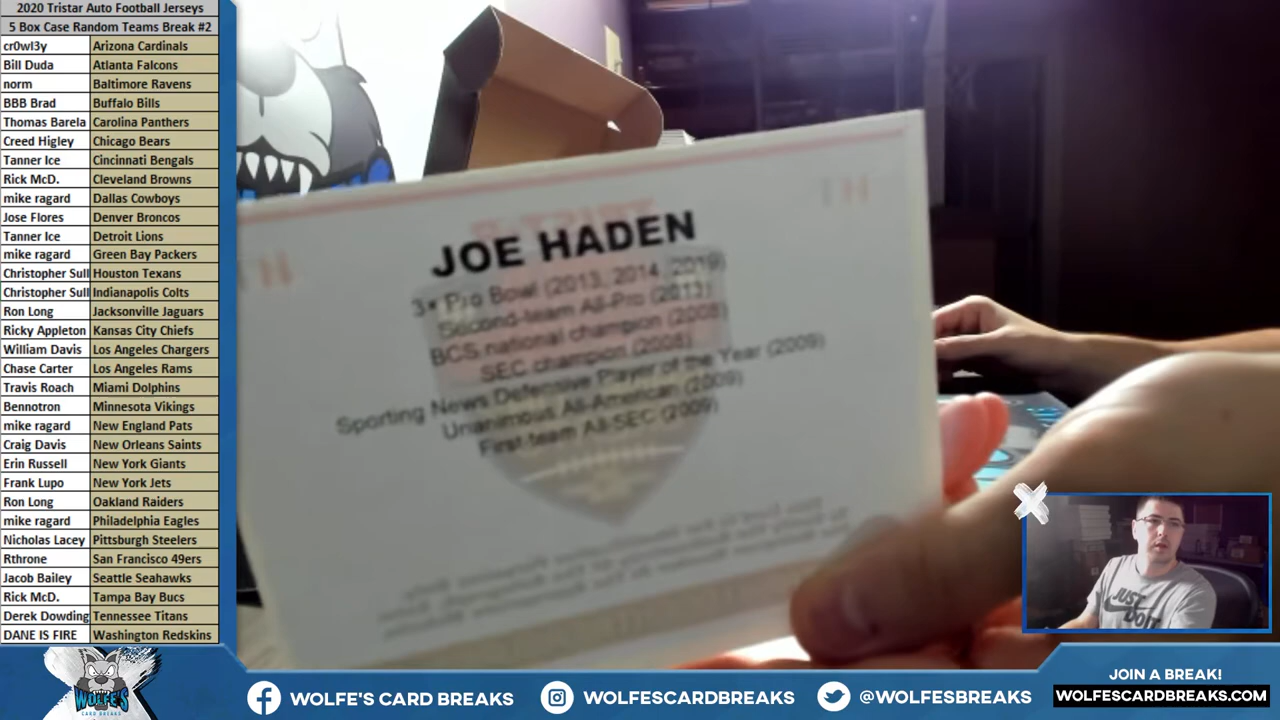 2020 Tristar Auto Football Jerseys
5 Box Case Random Teams Break #2
cr0wl3y Arizona Cardinals
Bill Duda Atlanta Falcons
norm Baltimore Ravens
BBB Brad Buffalo Bills
Thomas Barela Carolina Panthers
Creed Higley Chicago Bears
Tanner Ice Cincinnati Bengals
Rick McD. Cleveland Browns
mike ragard Dallas Cowboys
Jose Flores Denver Broncos
Tanner Ice Detroit Lions
mike ragard Green Bay Packers
Christopher Sull Houston Texans
Christopher Sull Indianapolis Colts
Ron Long Jacksonville Jaguars
Ricky Appleton Kansas City Chiefs
William Davis Los Angeles Chargers
Chase Carter Los Angeles Rams
Travis Roach Miami Dolphins
Bennotron Minnesota Vikings
mike ragard New England Pats
Craig Davis New Orleans Saints
Erin Russell New York Giants
Frank Lupo New York Jets
Ron Long Oakland Raiders
mike ragard Philadelphia Eagles
Nicholas Lacey Pittsburgh Steelers
Rthrone San Francisco 49ers
Jacob Bailey Seattle Seahawks
Rick McD. Tampa Bay Bucs
Derek Dowding Tennessee Titans
DANE IS FIRE Washington Redskins
JOE HADEN
3x Pro Bowl (2013, 2014, 2019)
Second-team All-Pro (2013)
BCS national champion (2008)
SEC champion (2008)
Sporting News Defensive Player of the Year (2009)
Unanimous All-American (2009)
First team All-SEC (2009)
JUST
DO IT
WOLFE'S
CARD BREAKS
WOLFE'S CARD BREAKS
WOLFESCARDBREAKS
@WOLFESBREAKS
JOIN A BREAK!
WOLFESCARDBREAKS.COM